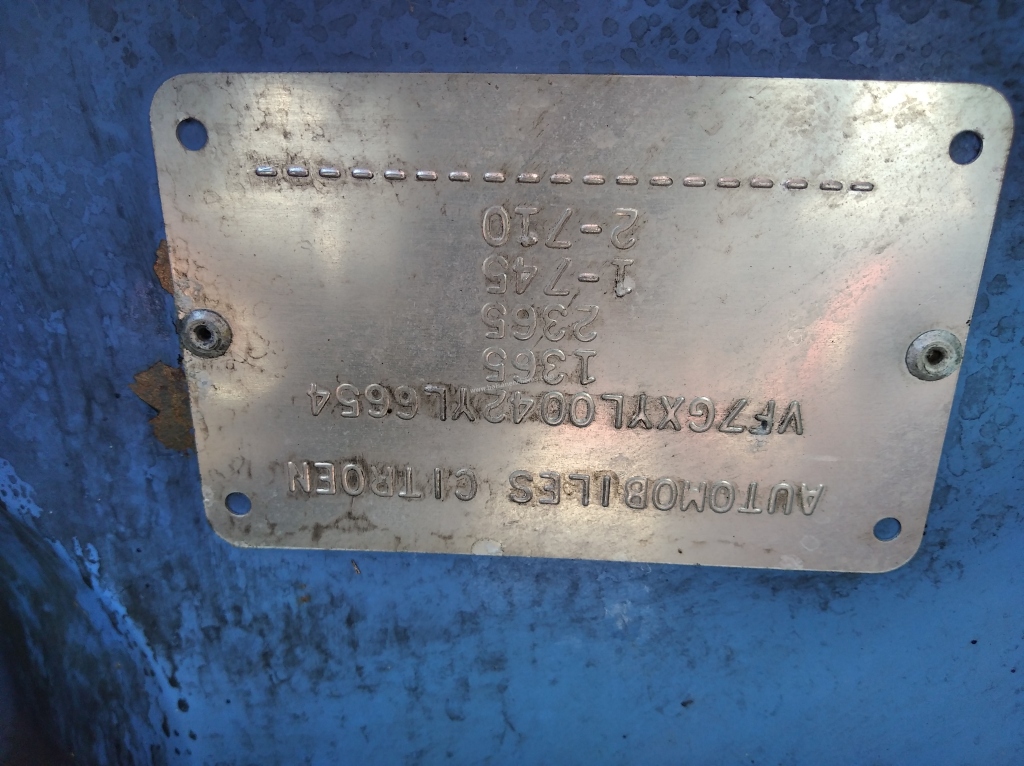 AUTOMOBILES CITROEN
VF7GXYL0042YL6654
1365
2365
1-745
2-710
-------------------